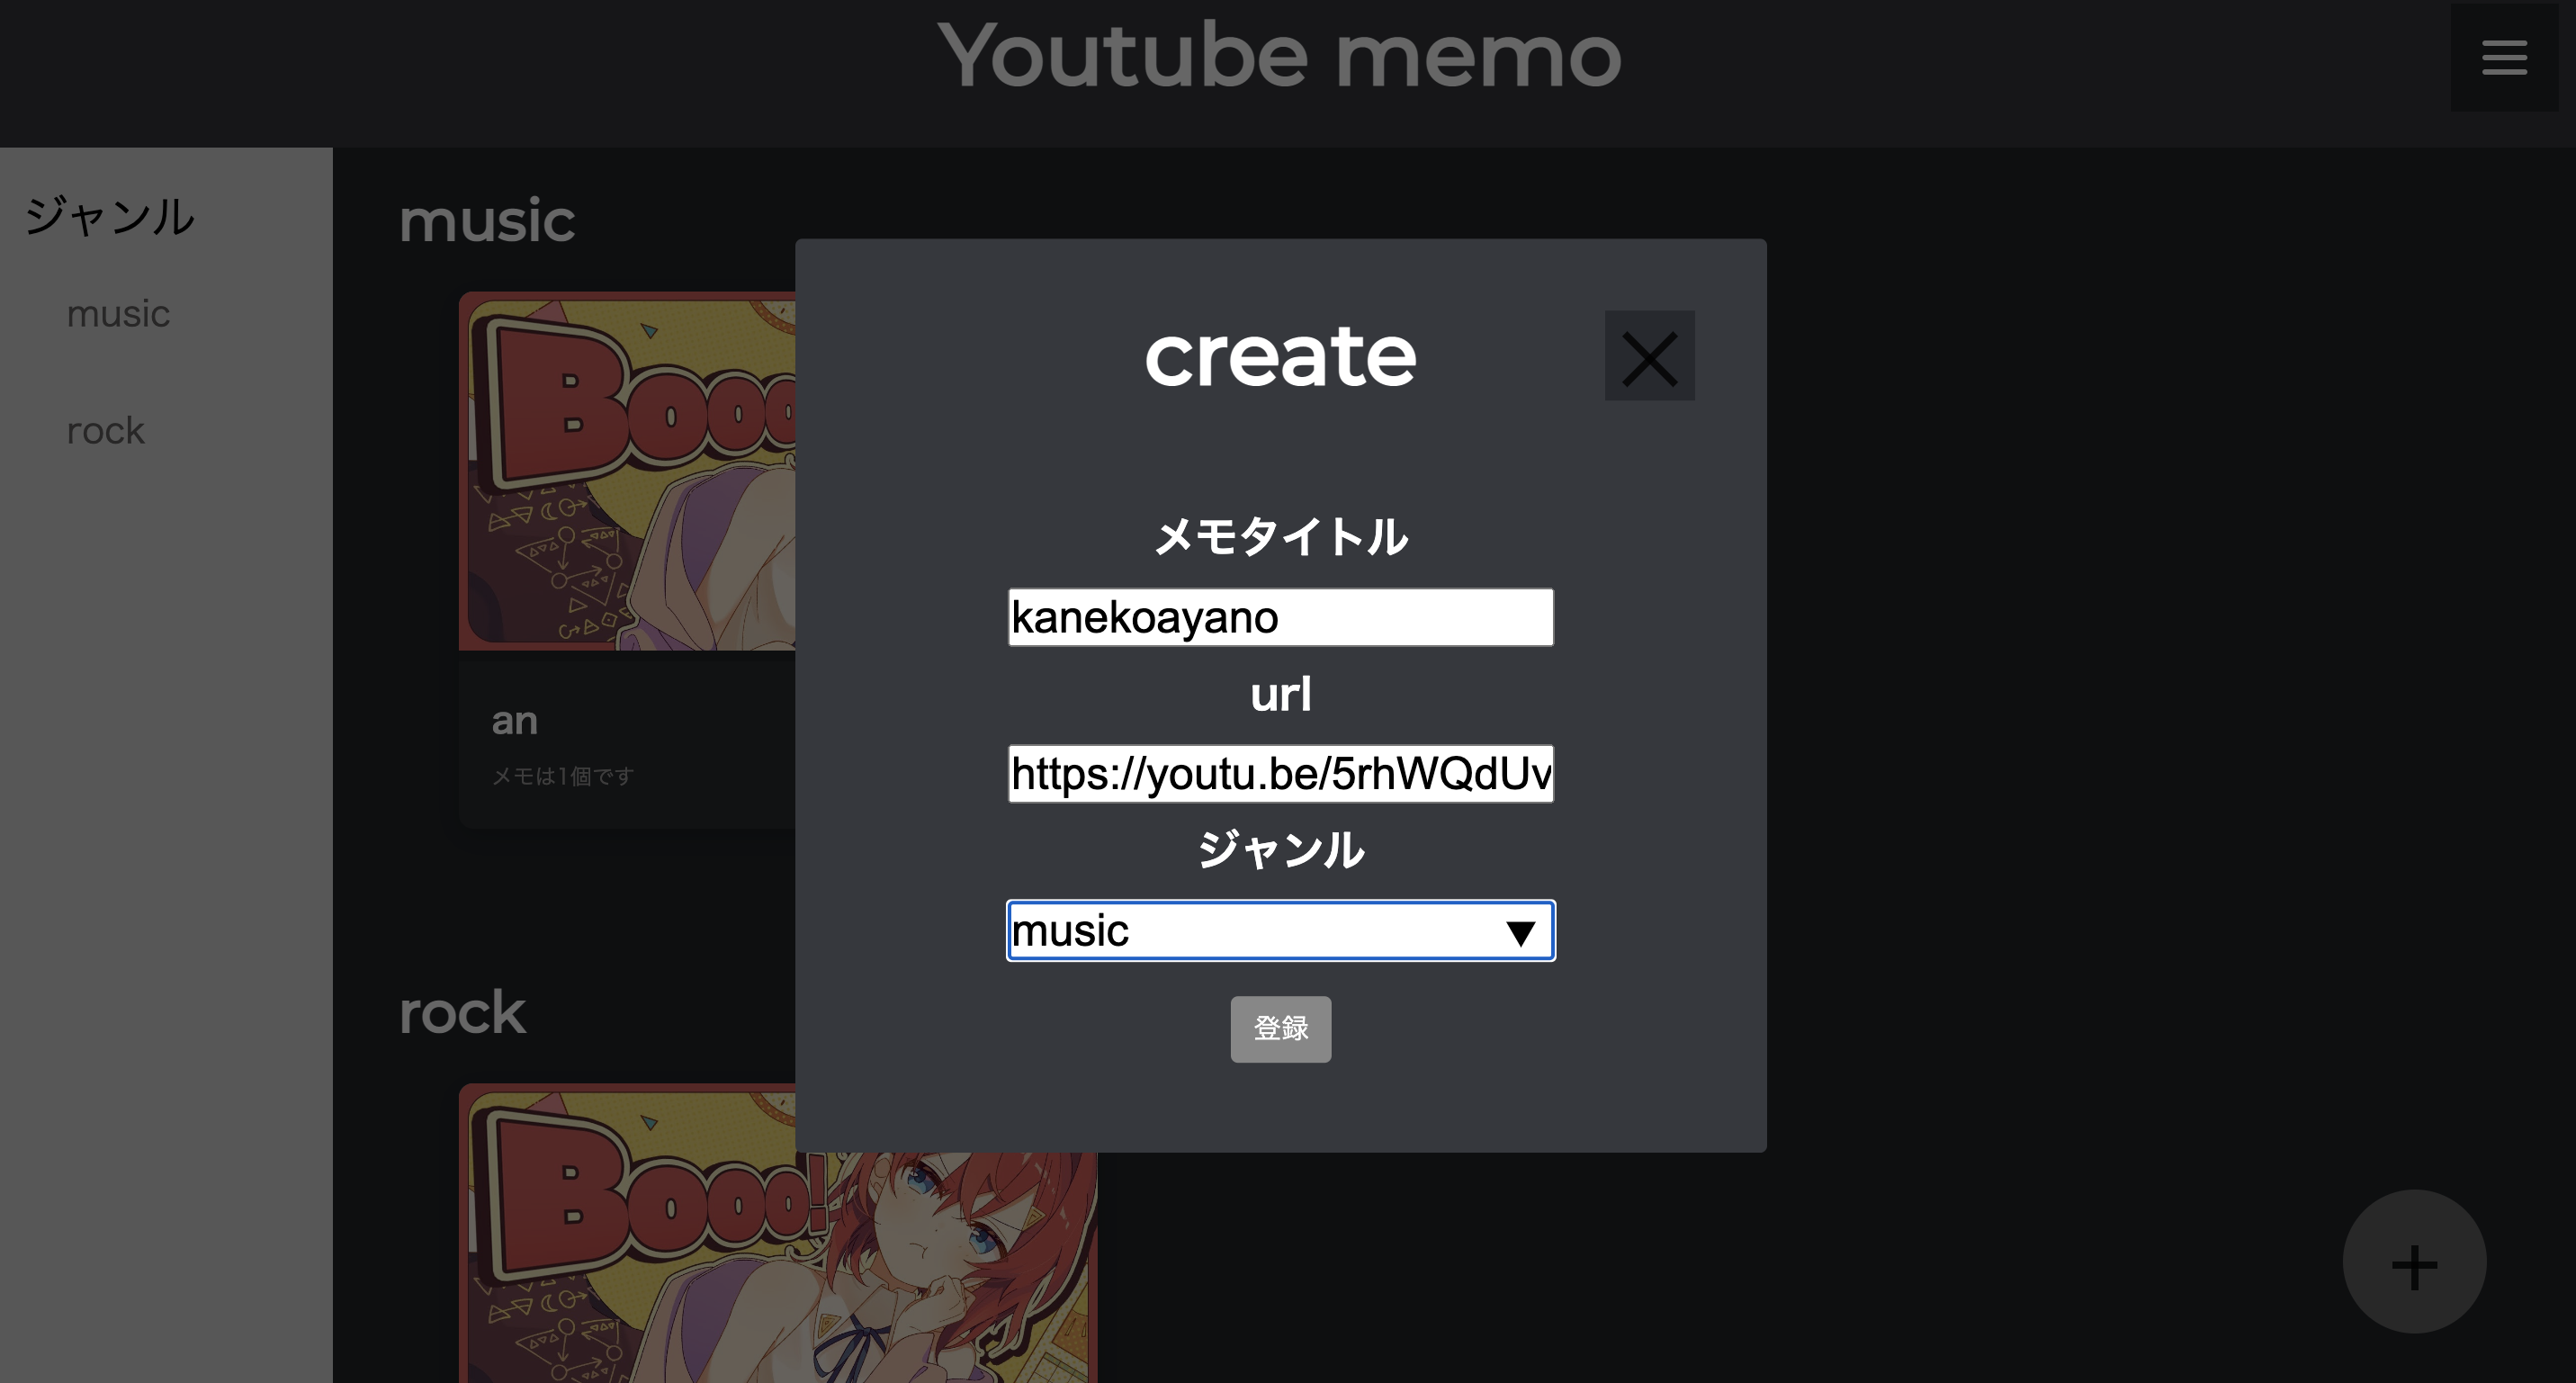 Youtube memo
ジャンル
music
rock
music
Booo
an
メモは1個です
rock
Booo!
create
メモタイトル
kanekoayano
url
https://youtu.be/5rhWQdUv
ジャンル
music
登録